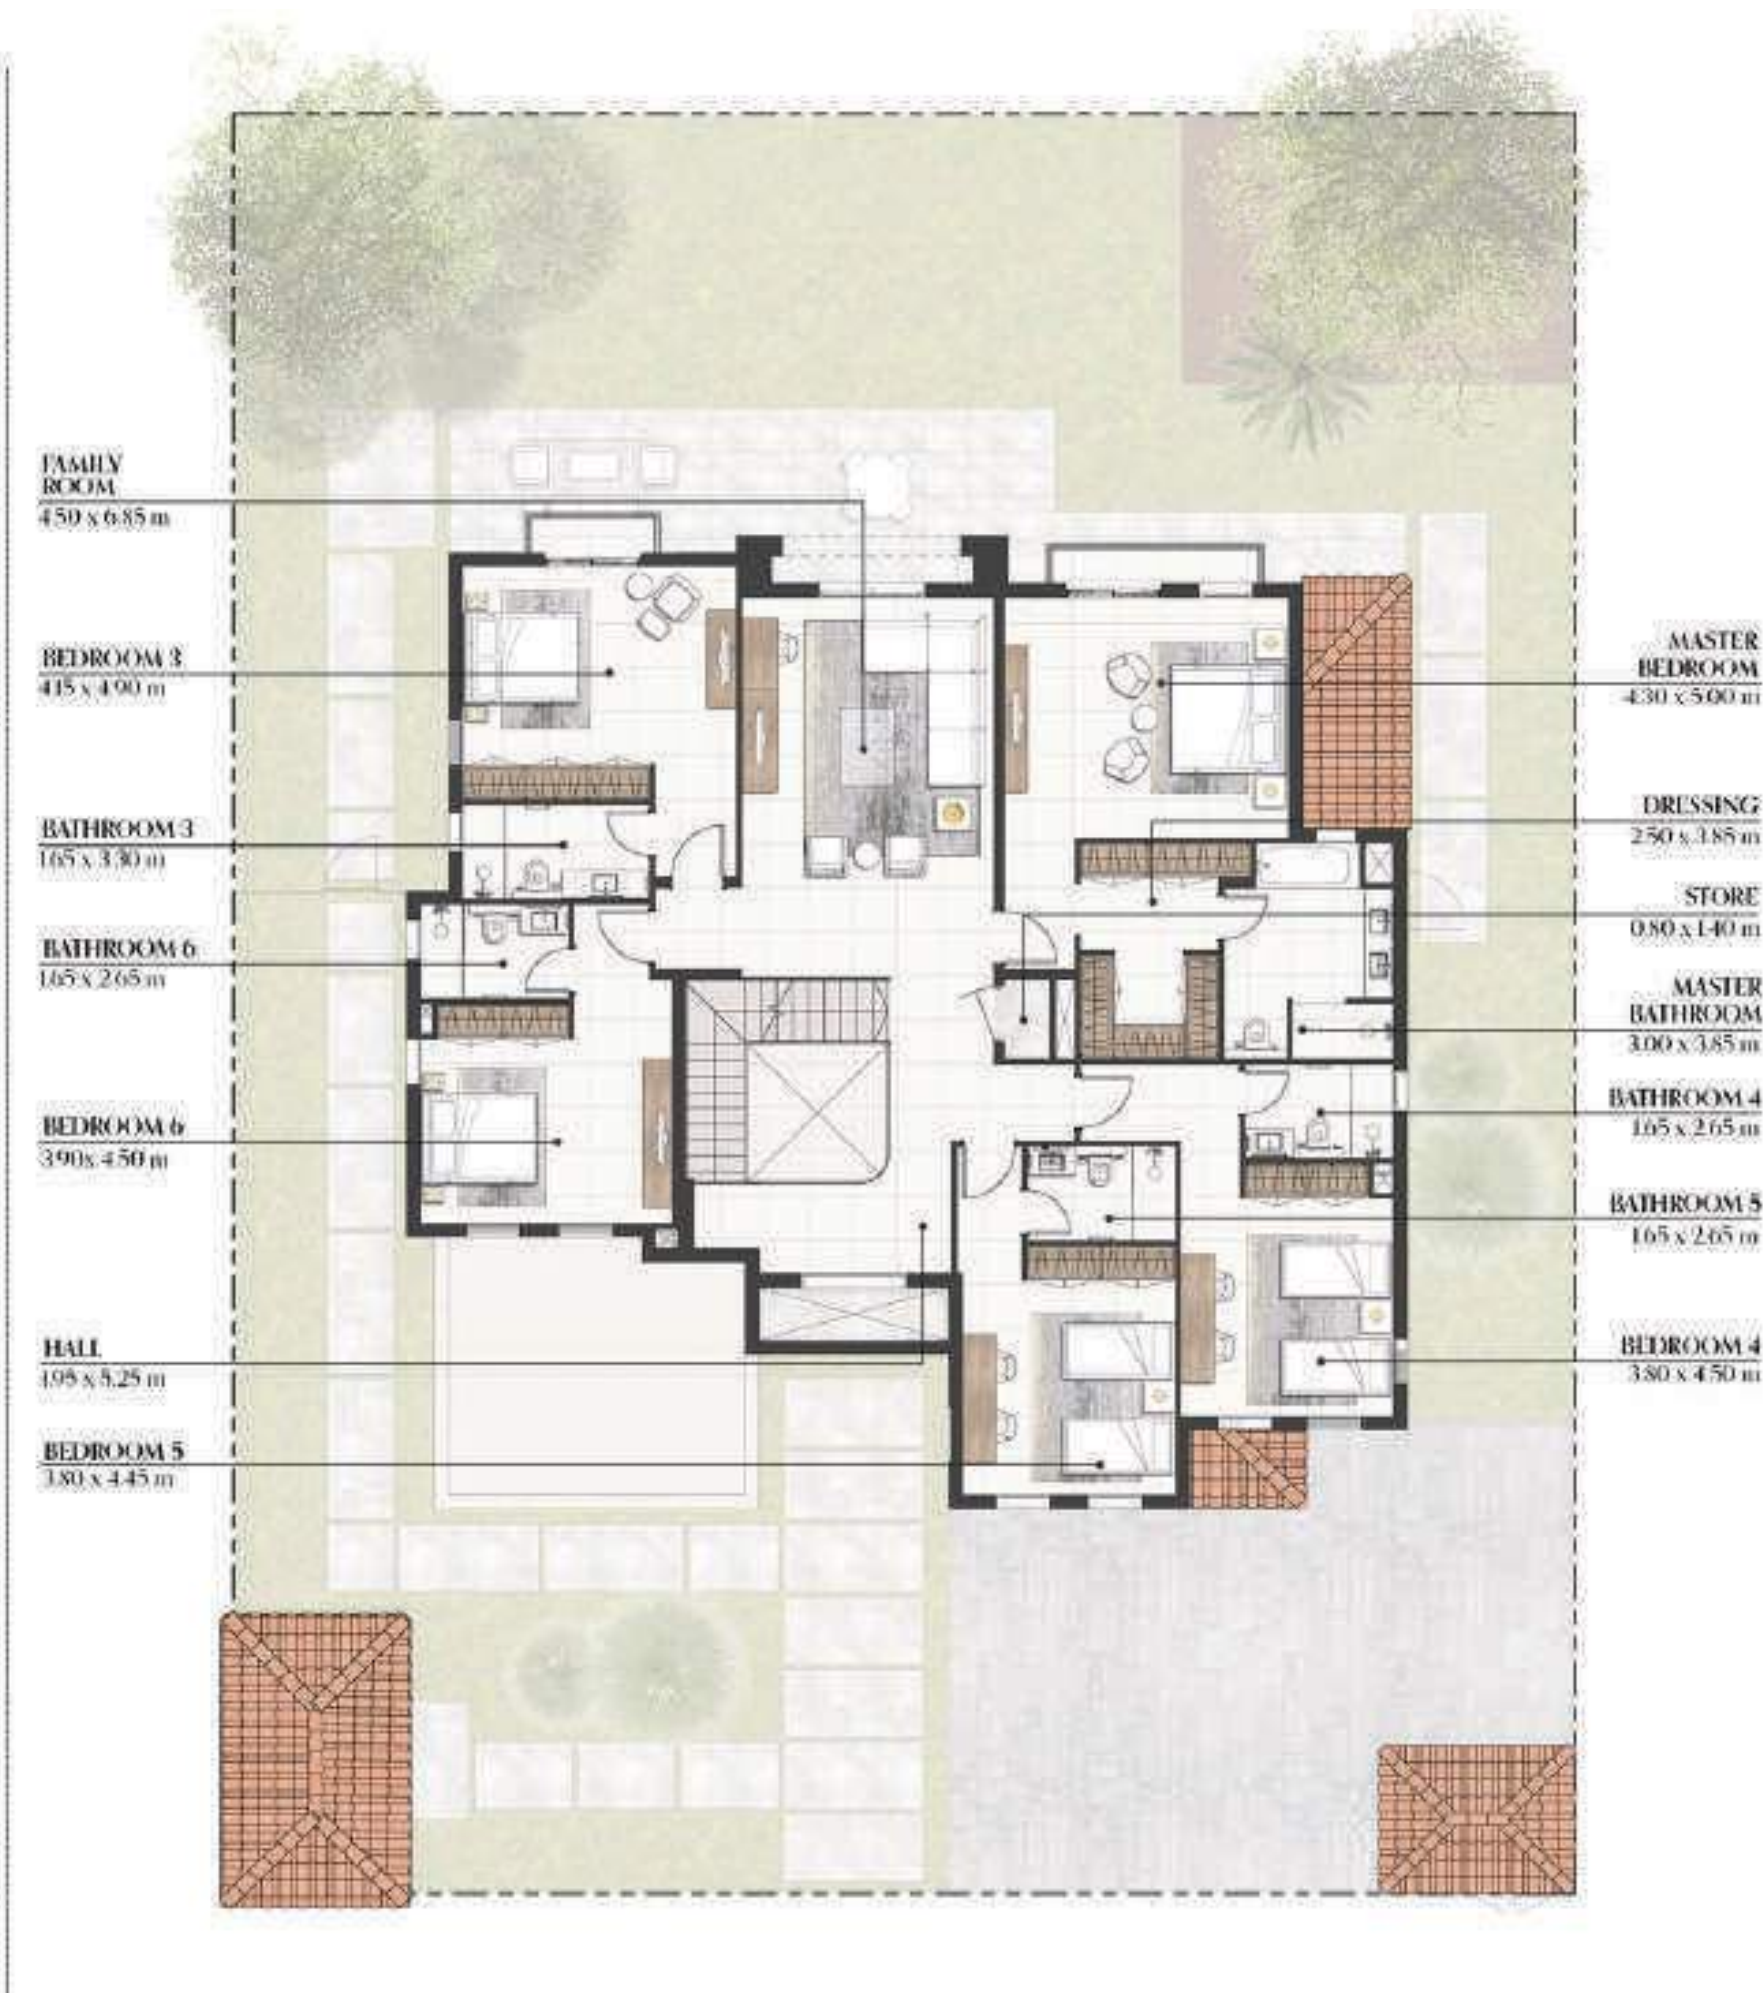 FAMILY
ROOM
4.50 x 6.85 m
BEDROOM 3
4.15 x 4.90 m
BATHROOM 3
1.65 x 3.30 m
BATHROOM 6
1.65 x 2.65 m
BEDROOM 6
3.90x 4.50 m
HALL
x 5.25 m
BEDROOM 5
3.80 x 4.45 m
MASTER
BEDROOM
4.30 x 5.00 m
DRESSING
2.50 x 3.85 m
STORE
0.80 x 1.40 m
MASTER
BATHROOM
3.00 x 3.85 m
BATHROOM 4
1.65 x 2.65 m
BATHROOM 5
1.65 x 2.65 m
BEDROOM 4
3.80 x 4.50 m